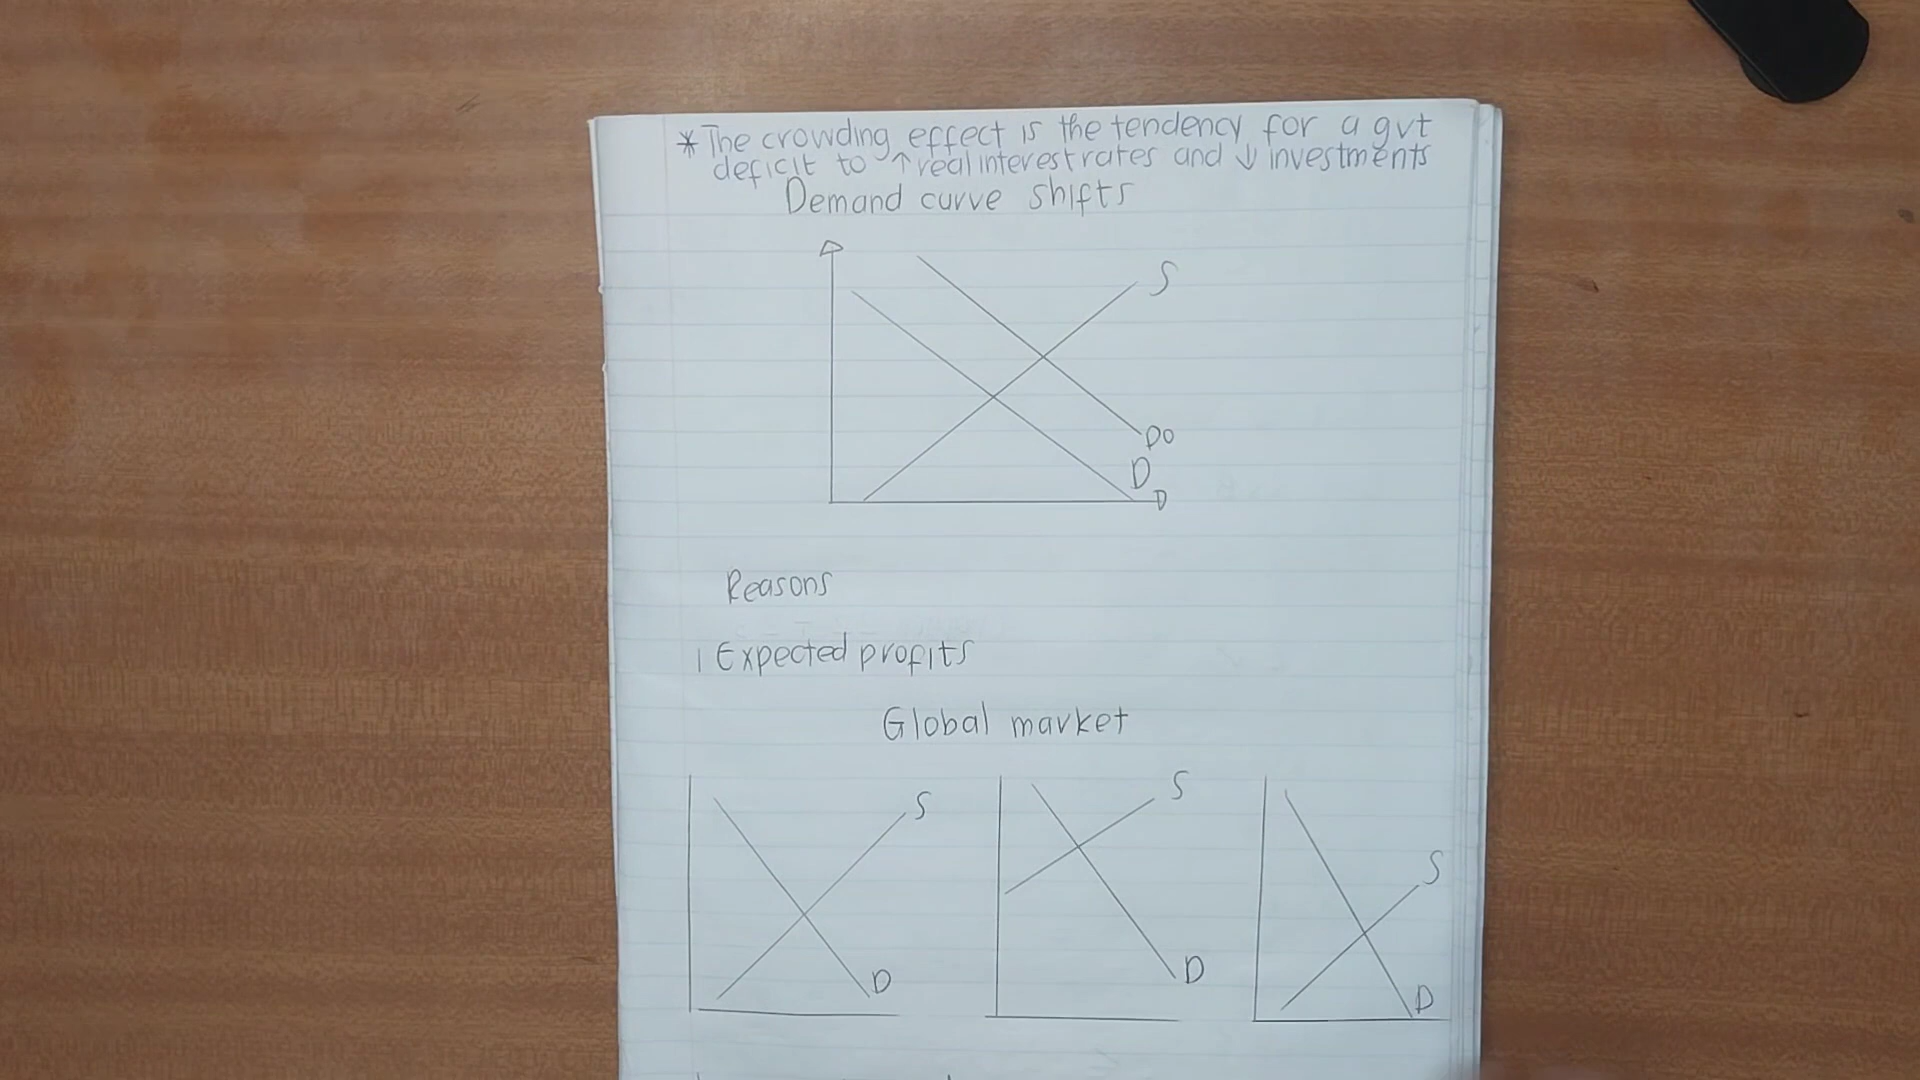 * The crowding effect is the tendency for a gvt
deficit to ↑ real interest rates and ↓ investments
Demand curve shifts
S
Do
D
Reasons
1 Expected profits
Global market
S
S
S
D
D
D